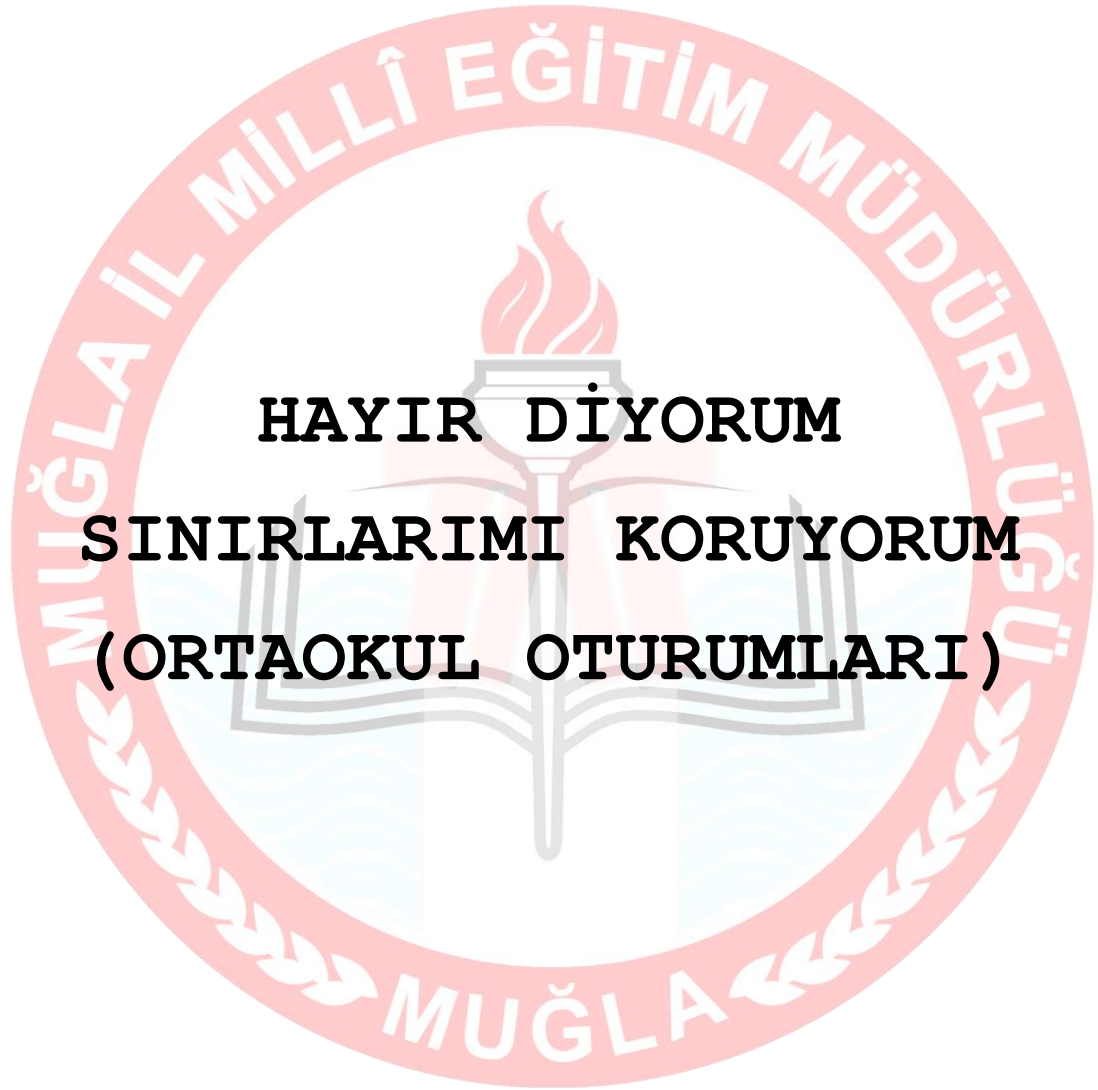 MUĞLA İL MİLLÎ EĞİTİM MÜDÜRLÜĞÜ
HAYIR DİYORUM
SINIRLARIMI KORUYORUM
(ORTAOKUL OTURUMLARI)
MUĞLA